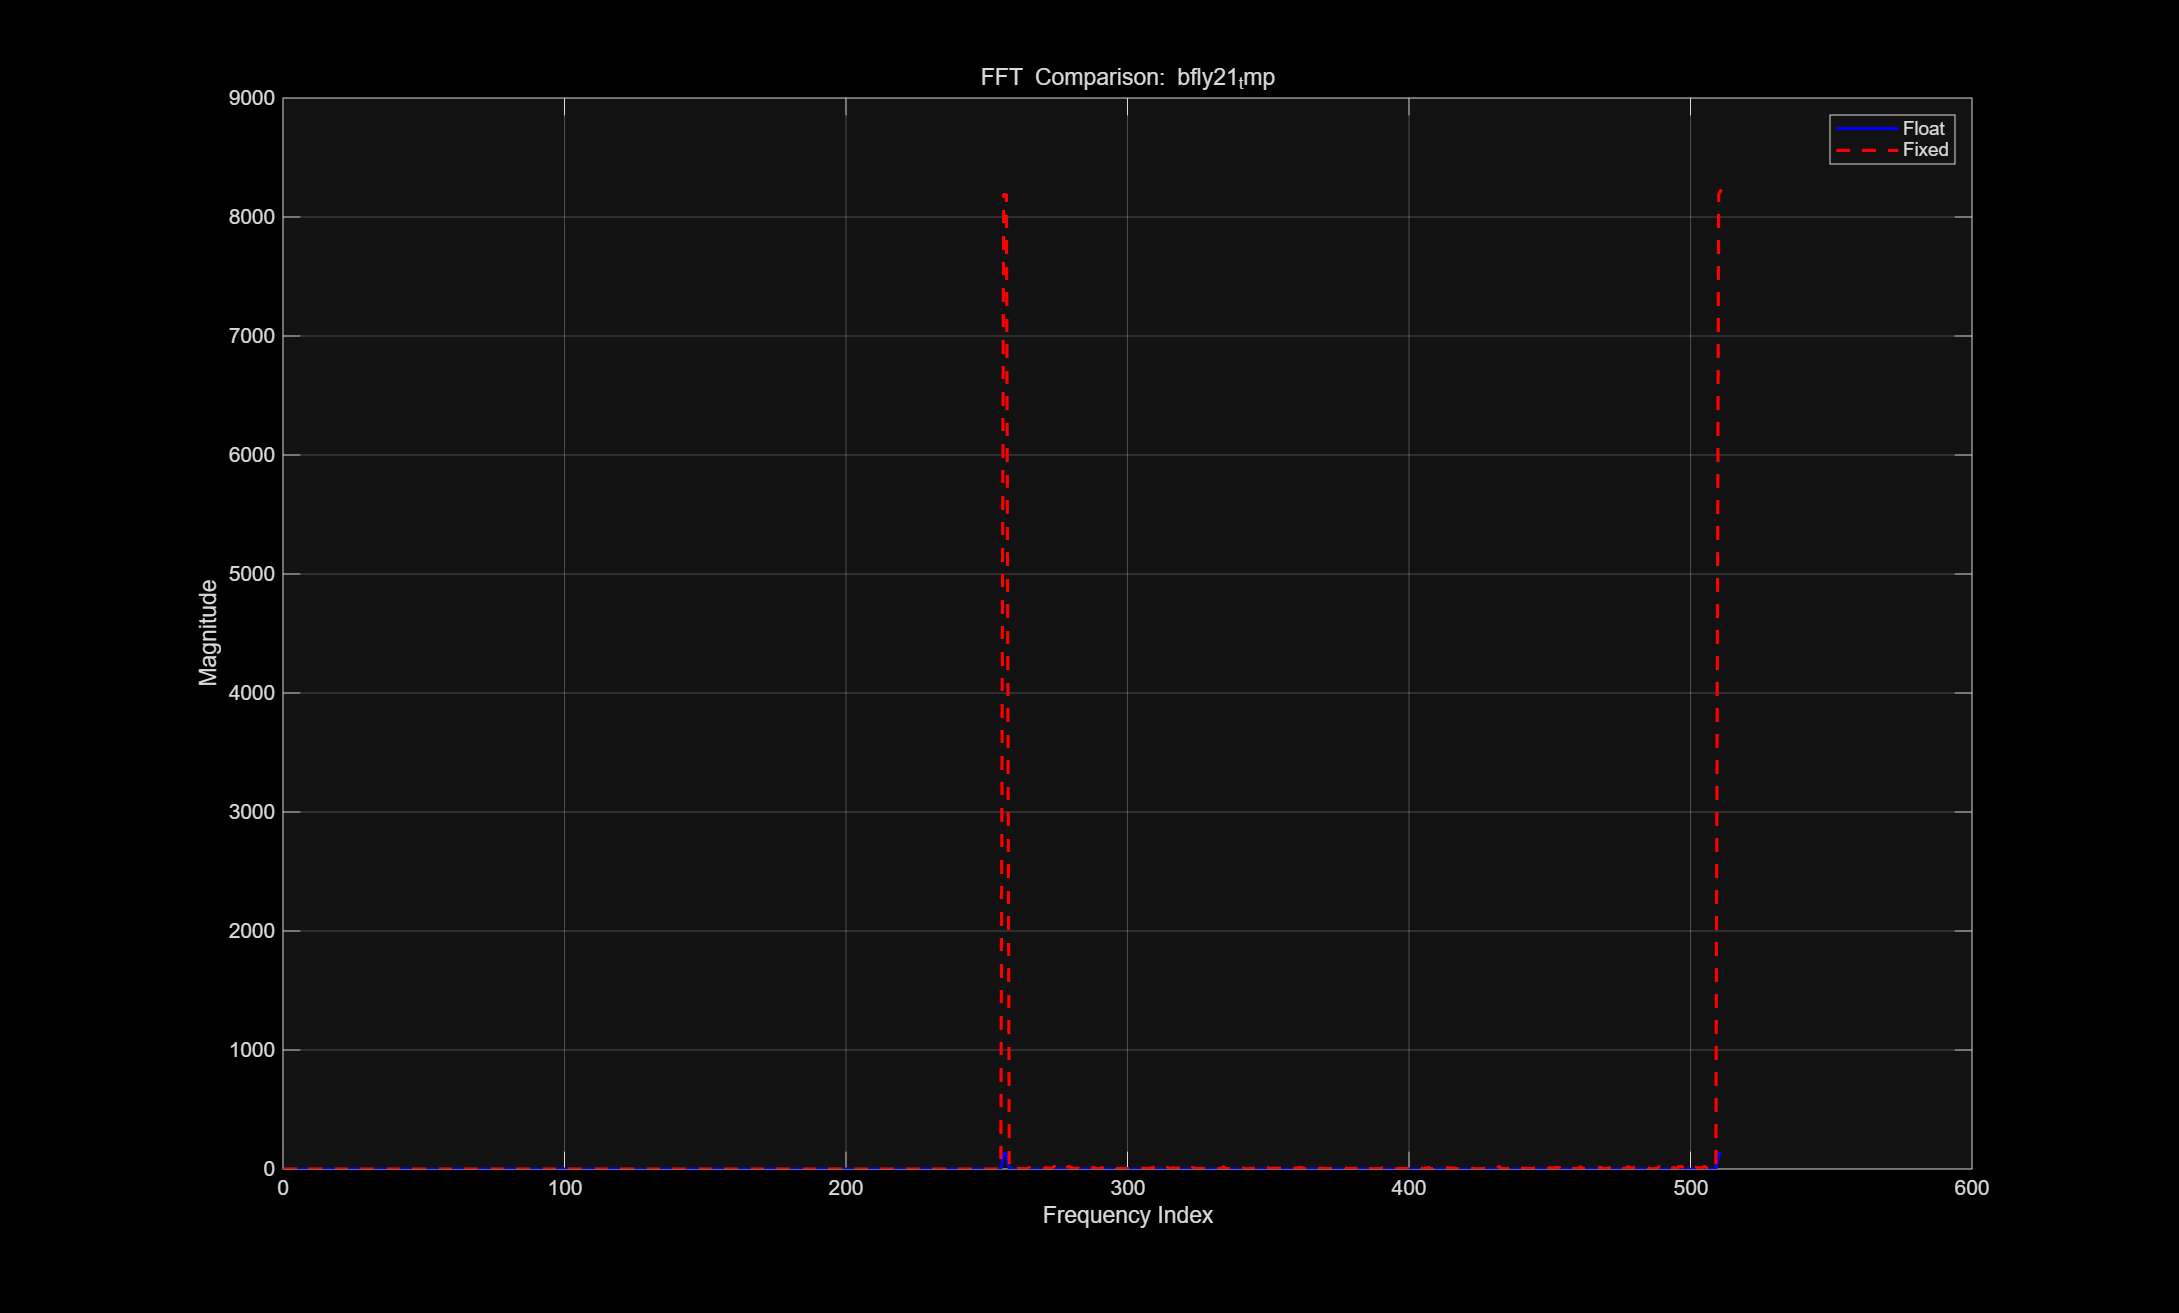 FFT Comparison: bfly21ₜmp
9000
8000
7000
6000
5000
4000
3000
2000
1000
0
Float
Fixed
Magnitude
0 100 200 300 400 500 600
Frequency Index